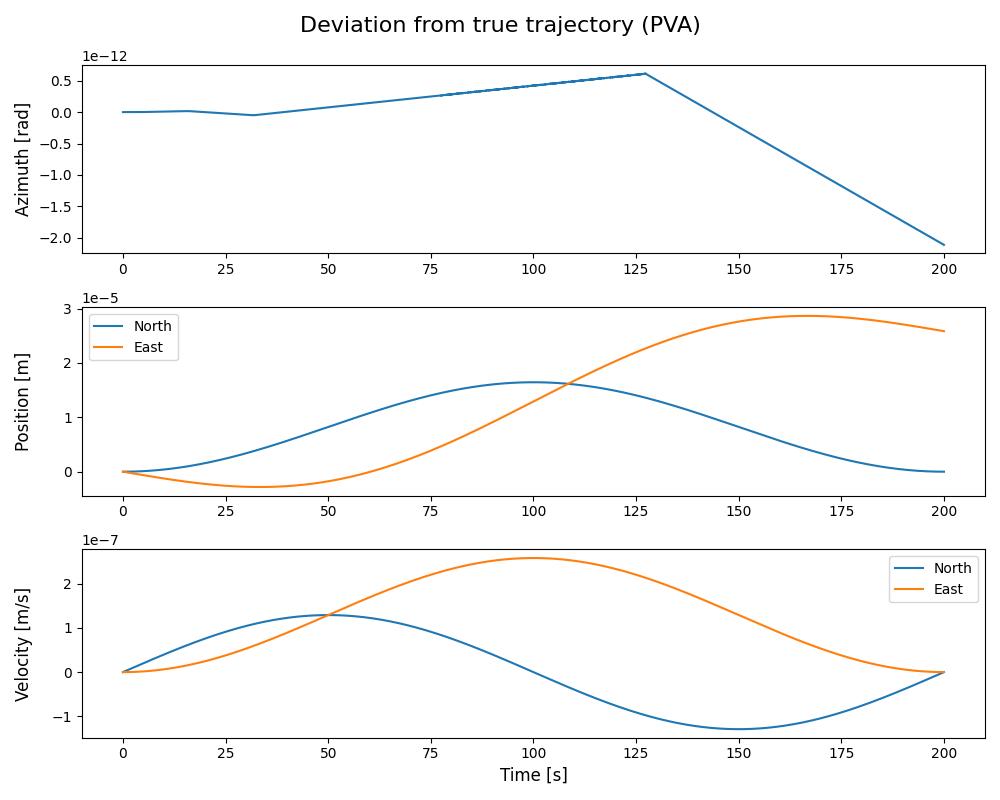 Deviation from true trajectory (PVA)
1e−12
0.5
0.0
−0.5
−1.0
−1.5
−2.0
Azimuth [rad]
0 25 50 75 100 125 150 175 200
1e−5
3
2
1
0
Position [m]
North
East
0 25 50 75 100 125 150 175 200
1e−7
2
1
0
−1
Velocity [m/s]
North
East
0 25 50 75 100 125 150 175 200
Time [s]